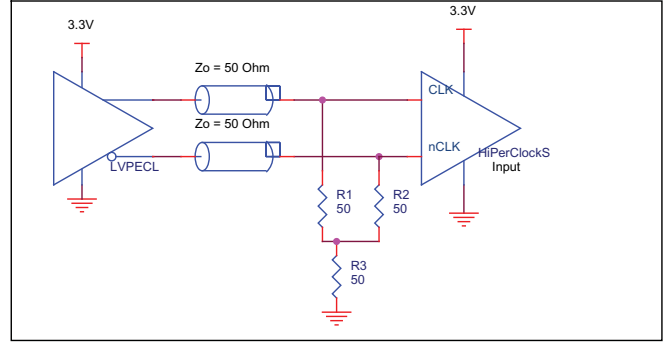 3.3V
3.3V
Zo = 50 Ohm
CLK
Zo = 50 Ohm
nCLK
LVPECL
HiPerClockS
Input
R1
50
R2
50
R3
50